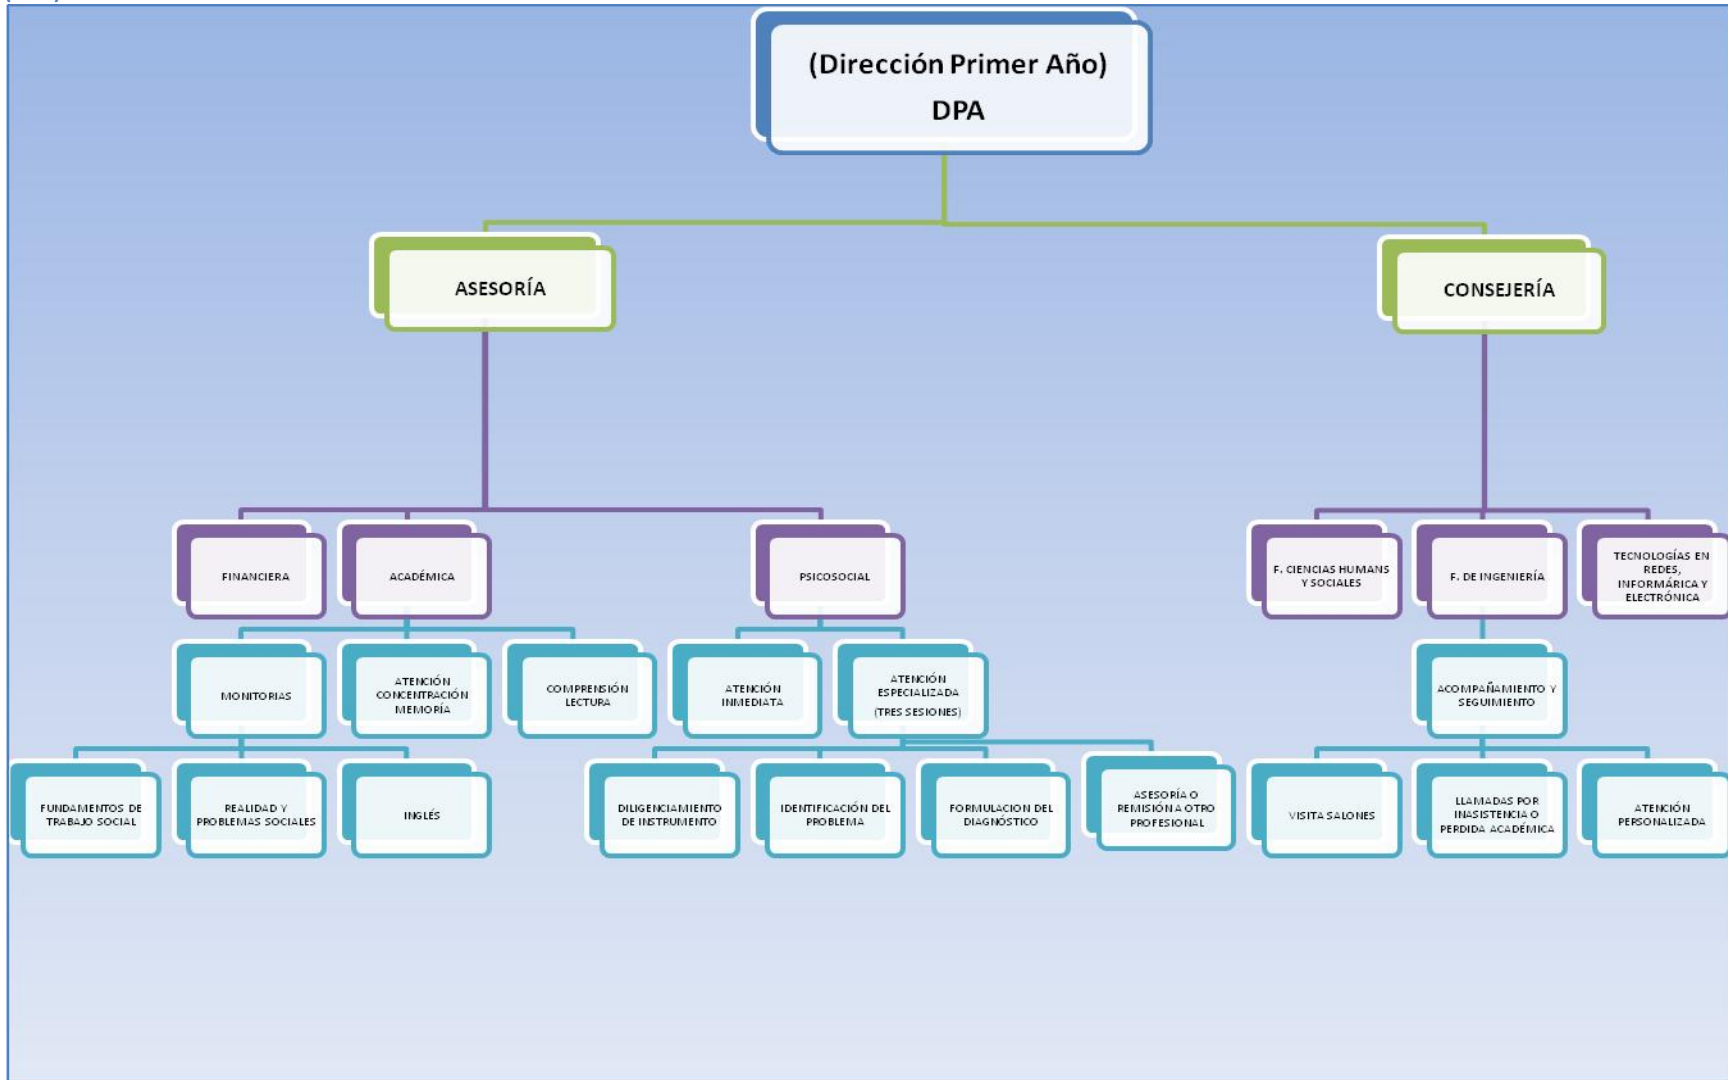 (Dirección Primer Año)
DPA
ASESORÍA
CONSEJERÍA
FINANCIERA
ACADÉMICA
PSICOSOCIAL
F. CIENCIAS HUMANS
Y SOCIALES
F. DE INGENIERÍA
TECNOLOGÍAS EN
REDES,
INFORMÁRICA Y
ELECTRÓNICA
MONITORIAS
ATENCIÓN
CONCENTRACIÓN
MEMORÍA
COMPRENSIÓN
LECTURA
ATENCIÓN
INMEDIATA
ATENCIÓN
ESPECIALIZADA
(TRES SESIONES)
ACOMPAÑAMIENTO Y
SEGUIMIENTO
FUNDAMENTOS DE
TRABAJO SOCIAL
REALIDAD Y
PROBLEMAS SOCIALES
INGLÉS
DILIGENCIAMIENTO
DE INSTRUMENTO
IDENTIFICACIÓN DEL
PROBLEMA
FORMULACION DEL
DIAGNÓSTICO
ASESORÍA O
REMISIÓN A OTRO
PROFESIONAL
VISITA SALONES
LLAMADAS POR
INASISTENCIA O
PERDIDA ACADÉMICA
ATENCIÓN
PERSONALIZADA